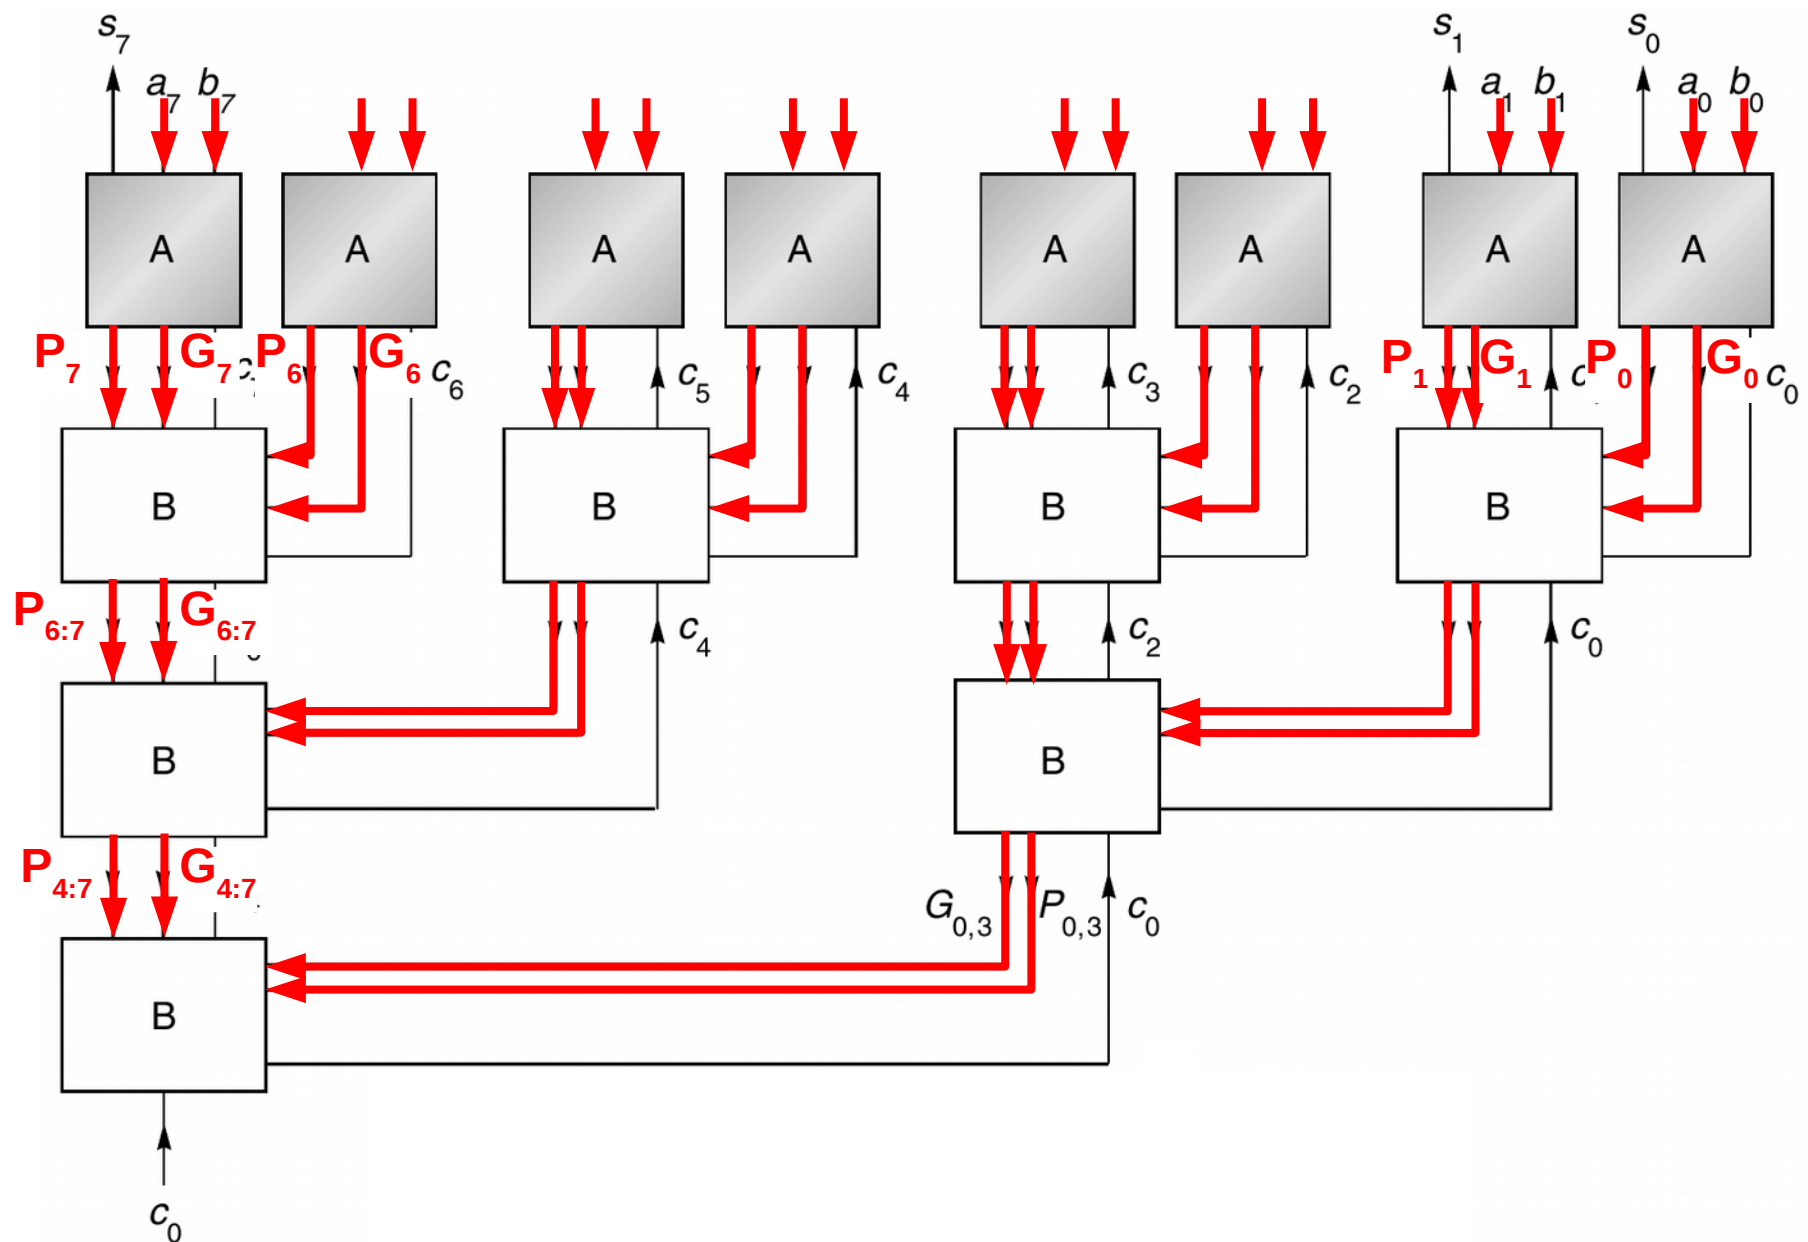 s7 s1 s0
a7 b7 a1 b1 a0 b0
A A A A A A A A
P7 G7 P6 G6 c6 c5 c4 c3 c2 P1 G1 c P0 G0 c0
B B B B
P6:7 G6:7 c4 c2 c0
B B
P4:7 G4:7 G0,3 P0,3 c0
B
c0